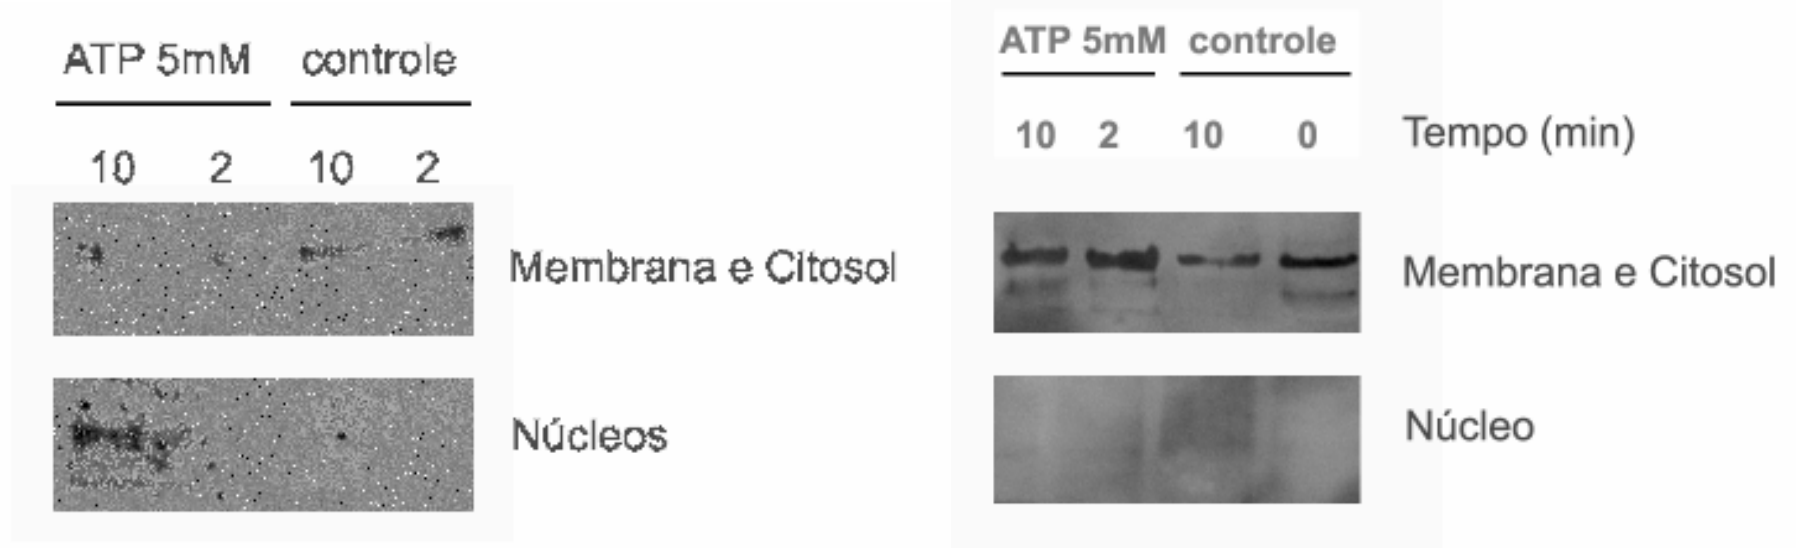 ATP 5mM controle
10 2 10 2
Membrana e Citosol
Núcleos
ATP 5mM controle
10 2 10 0 Tempo (min)
Membrana e Citosol
Núcleo